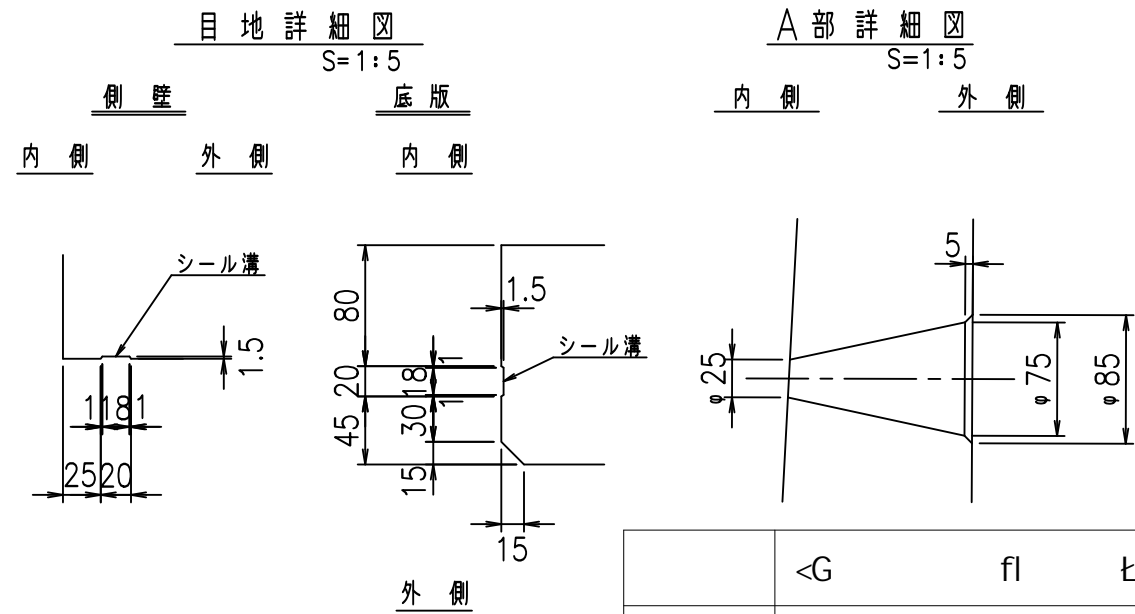 目地詳細図
S=1:5
側壁
内側
外側
シール溝
1.5
1 18 1
25 20
底版
内側
80
20
45
1
18
1
30
15
1.5
シール溝
15
外側
A部詳細図
S=1:5
内側
外側
5
φ25
φ75
φ85
<G ﬂ Ł